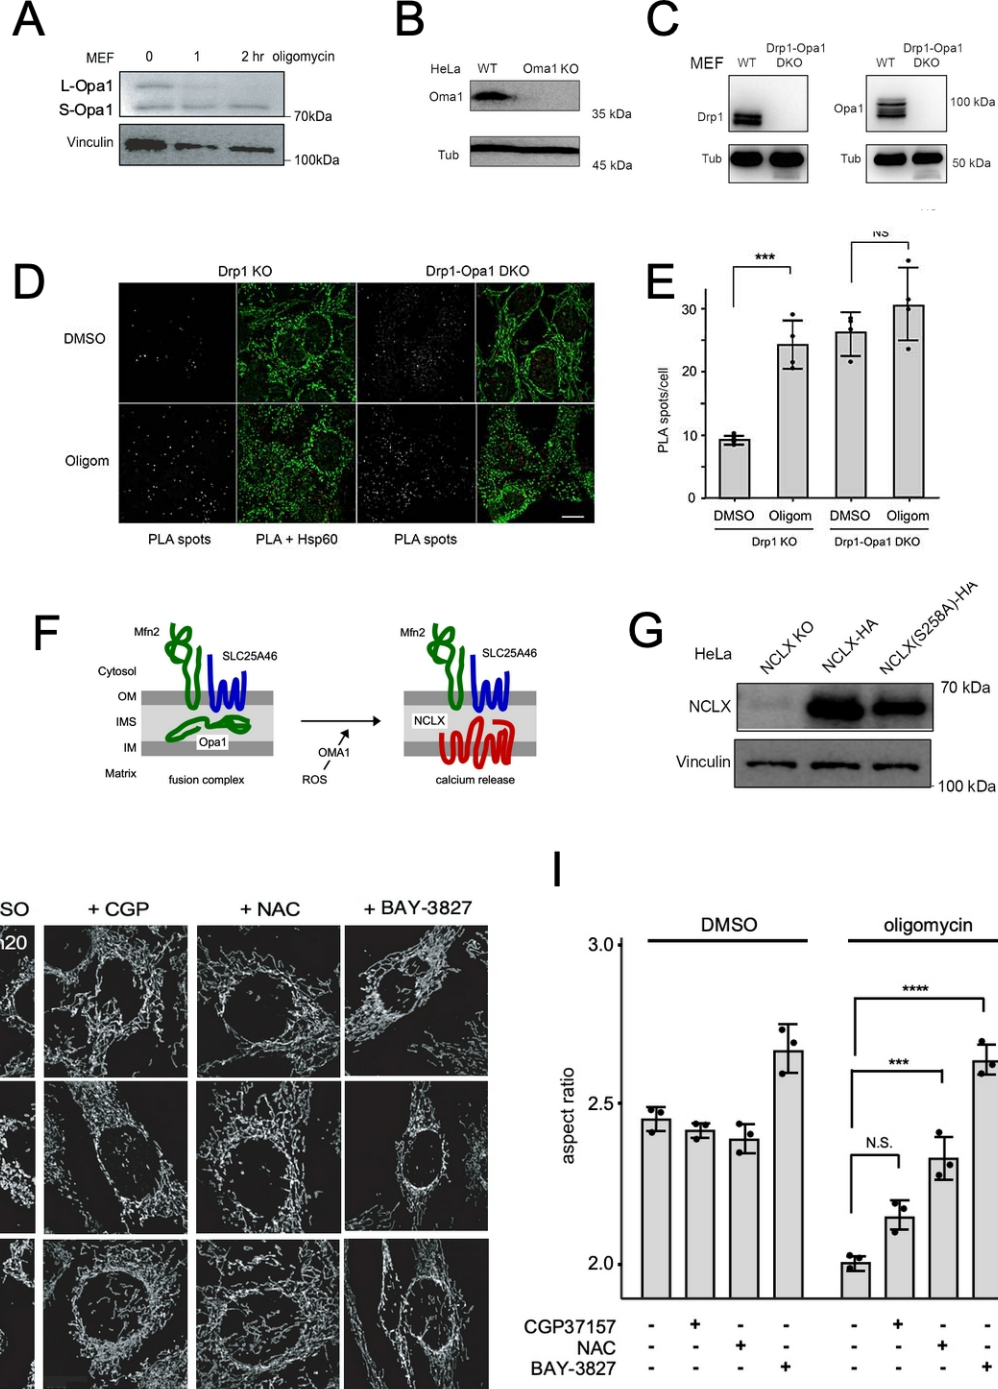 A
MEF 0 1 2 hr oligomycin
L-Opa1
S-Opa1
70kDa
Vinculin
100kDa
B
HeLa WT Oma1 KO
Oma1
35 kDa
Tub
45 kDa
C
MEF WT Drp1-Opa1 DKO
Drp1
Tub
WT Drp1-Opa1 DKO
Opa1
100 kDa
Tub
50 kDa
D
Drp1 KO Drp1-Opa1 DKO
DMSO
Oligom
PLA spots PLA + Hsp60 PLA spots
E
*** NS
PLA spots/cell
30
20
10
0
DMSO Oligom DMSO Oligom
Drp1 KO Drp1-Opa1 DKO
F
Mfn2
SLC25A46
Cytosol
OM
IMS
Opa1
IM
Matrix
fusion complex
OMA1
ROS
Mfn2
SLC25A46
NCLX
calcium release
G
HeLa
NCLX KO
NCLX-HA
NCLX(S258A)-HA
70 kDa
NCLX
Vinculin
100 kDa
SO + CGP + NAC + BAY-3827
20
I
DMSO oligomycin
3.0
2.5
2.0
aspect ratio
****
***
N.S.
CGP37157 - + - - - + - -
NAC - - + - - - + -
BAY-3827 - - - + - - - +